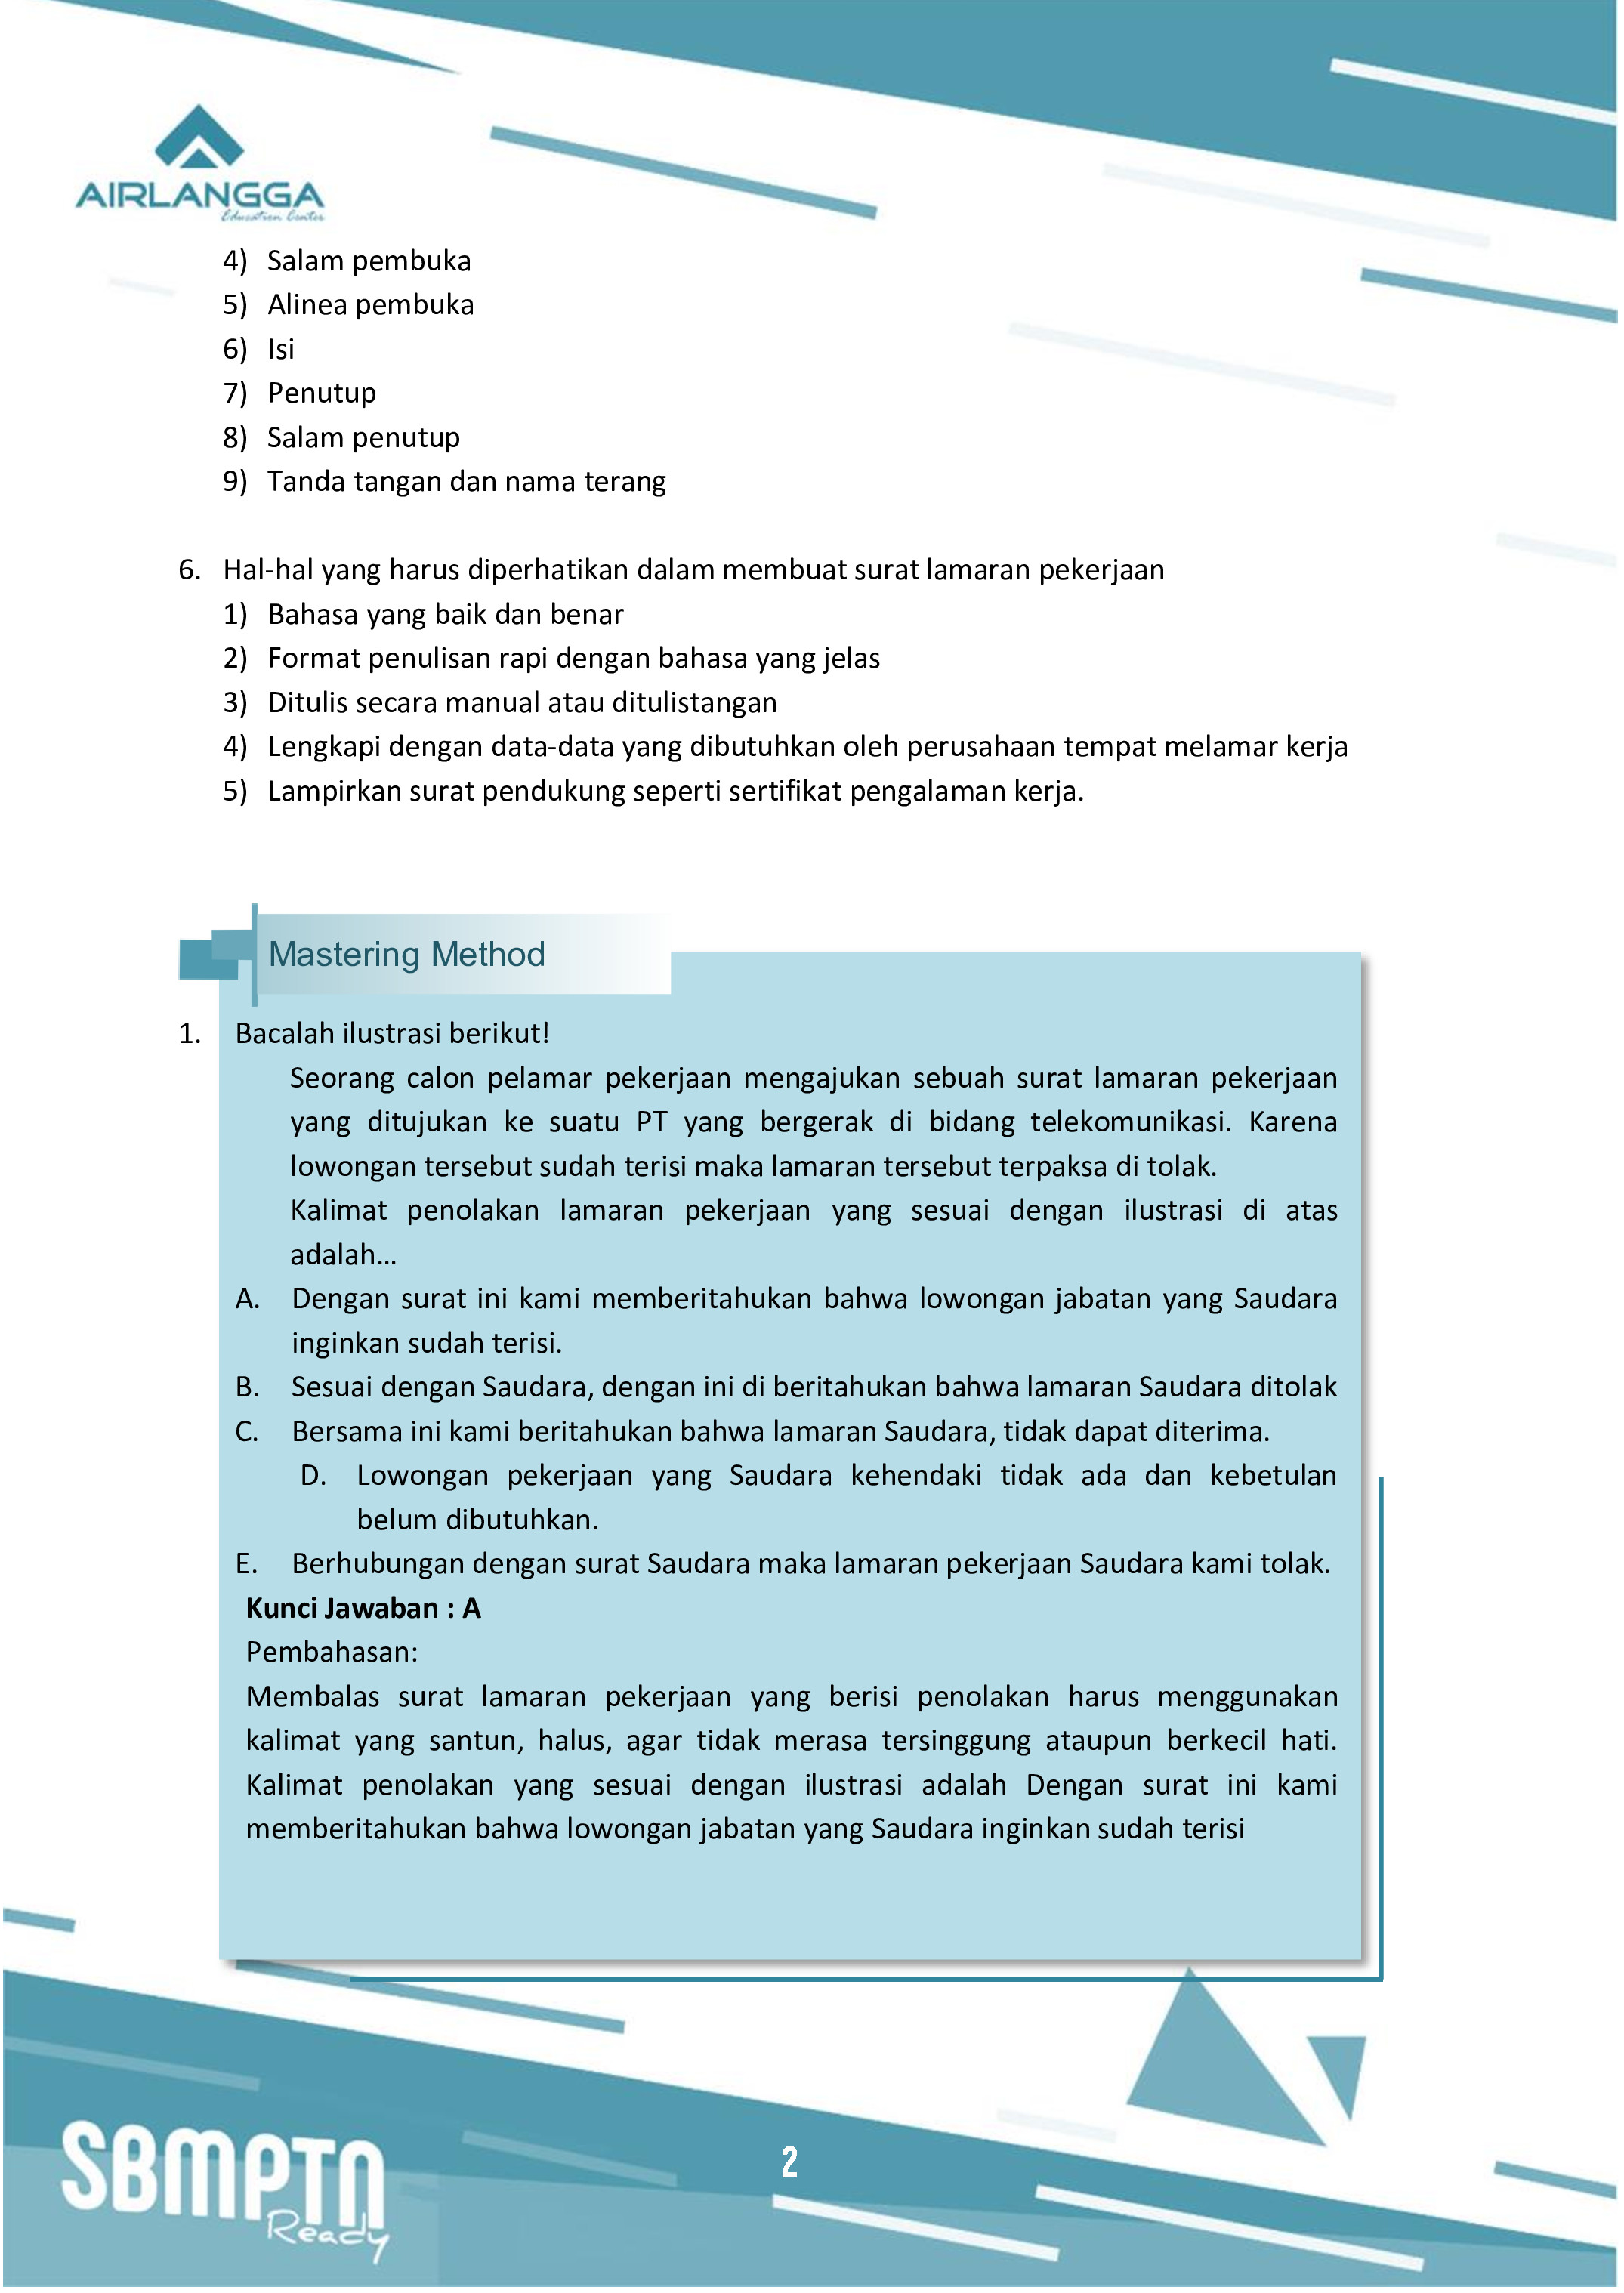 AIRLANGGA
Education Center
4) Salam pembuka
5) Alinea pembuka
6) Isi
7) Penutup
8) Salam penutup
9) Tanda tangan dan nama terang
6. Hal-hal yang harus diperhatikan dalam membuat surat lamaran pekerjaan
1) Bahasa yang baik dan benar
2) Format penulisan rapi dengan bahasa yang jelas
3) Ditulis secara manual atau ditulistangan
4) Lengkapi dengan data-data yang dibutuhkan oleh perusahaan tempat melamar kerja
5) Lampirkan surat pendukung seperti sertifikat pengalaman kerja.
Mastering Method
1. Bacalah ilustrasi berikut!
Seorang calon pelamar pekerjaan mengajukan sebuah surat lamaran pekerjaan
yang ditujukan ke suatu PT yang bergerak di bidang telekomunikasi. Karena
lowongan tersebut sudah terisi maka lamaran tersebut terpaksa di tolak.
Kalimat penolakan lamaran pekerjaan yang sesuai dengan ilustrasi di atas
adalah...
A. Dengan surat ini kami memberitahukan bahwa lowongan jabatan yang Saudara
inginkan sudah terisi.
B. Sesuai dengan Saudara, dengan ini di beritahukan bahwa lamaran Saudara ditolak
C. Bersama ini kami beritahukan bahwa lamaran Saudara, tidak dapat diterima.
D. Lowongan pekerjaan yang Saudara kehendaki tidak ada dan kebetulan
belum dibutuhkan.
E. Berhubungan dengan surat Saudara maka lamaran pekerjaan Saudara kami tolak.
Kunci Jawaban : A
Pembahasan:
Membalas surat lamaran pekerjaan yang berisi penolakan harus menggunakan
kalimat yang santun, halus, agar tidak merasa tersinggung ataupun berkecil hati.
Kalimat penolakan yang sesuai dengan ilustrasi adalah Dengan surat ini kami
memberitahukan bahwa lowongan jabatan yang Saudara inginkan sudah terisi
SBMPTN
Ready
2